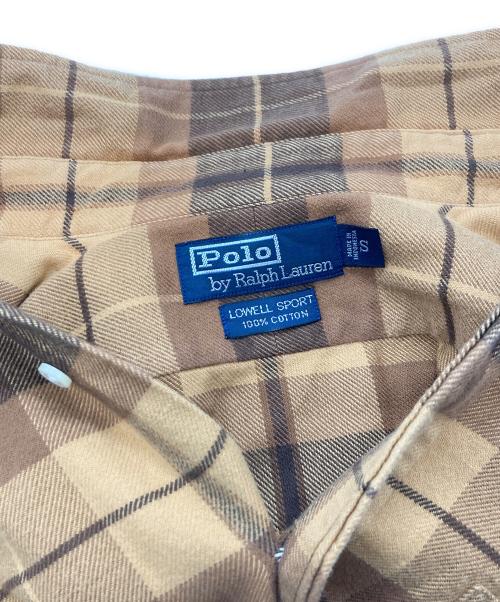 Polo
by Ralph Lauren
MADE IN
INDONESIA
S
LOWELL SPORT
100% COTTON